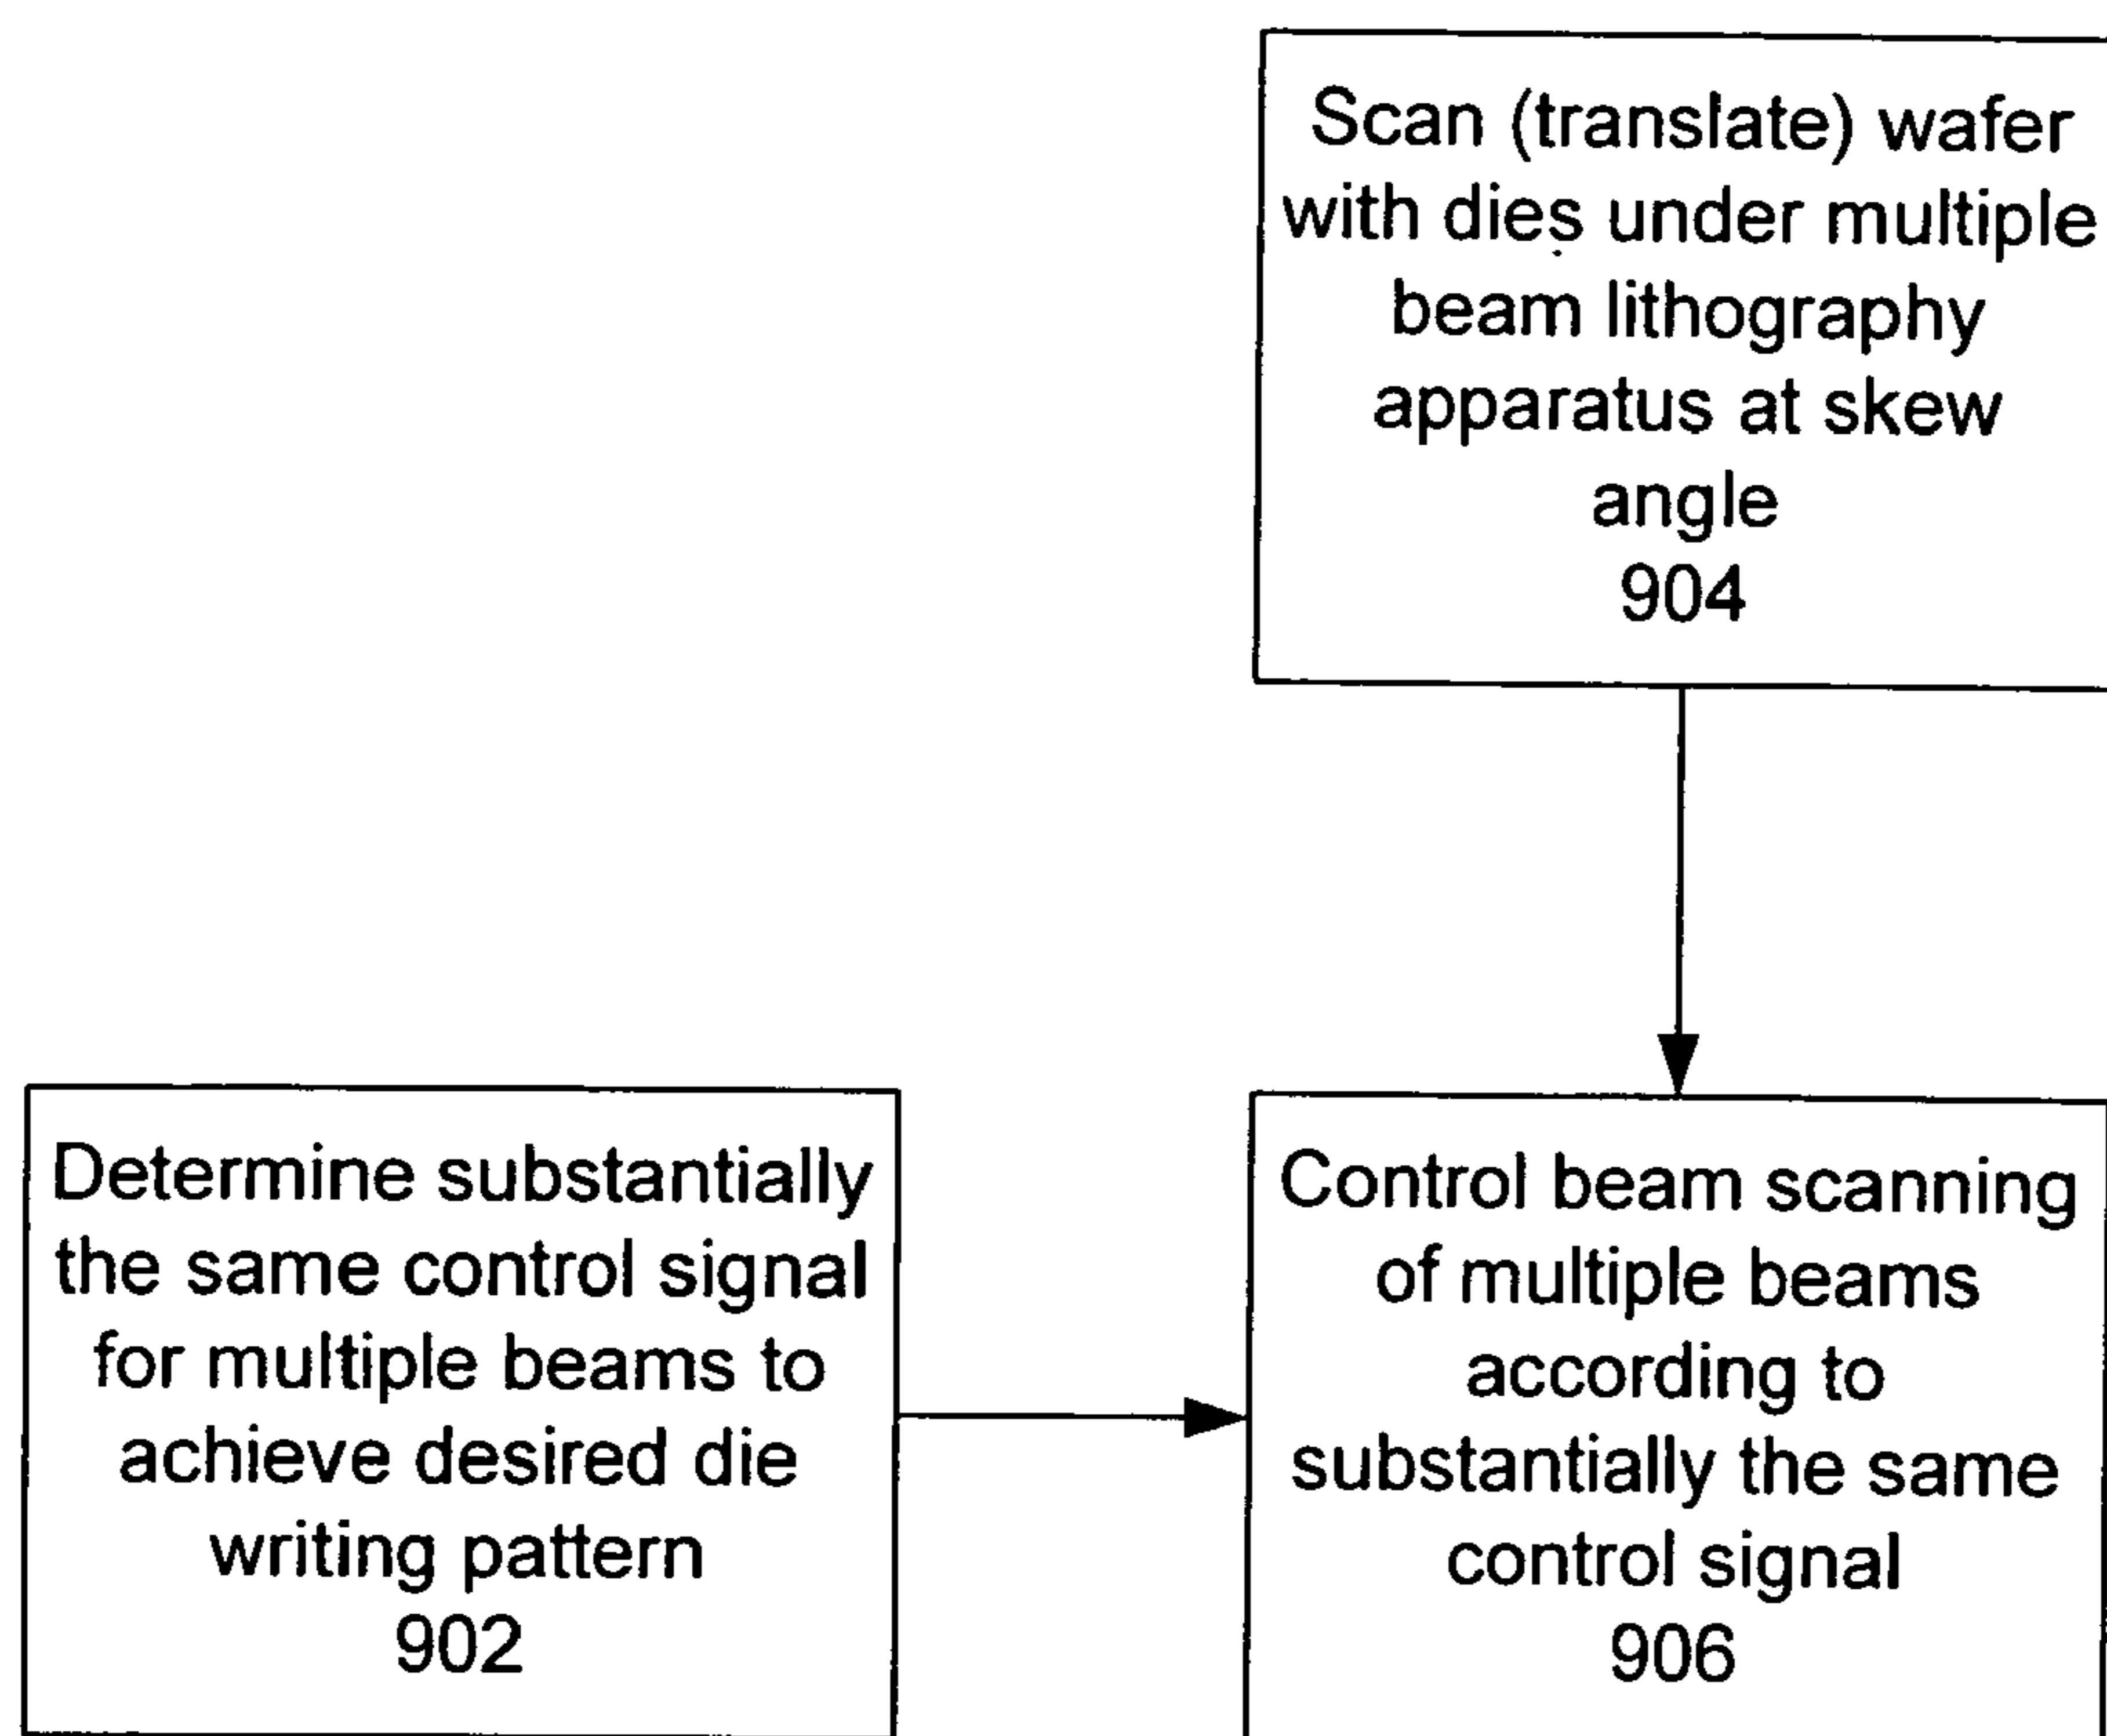 Scan (translate) wafer
with dies under multiple
beam lithography
apparatus at skew
angle
904
Determine substantially
the same control signal
for multiple beams to
achieve desired die
writing pattern
902
Control beam scanning
of multiple beams
according to
substantially the same
control signal
906